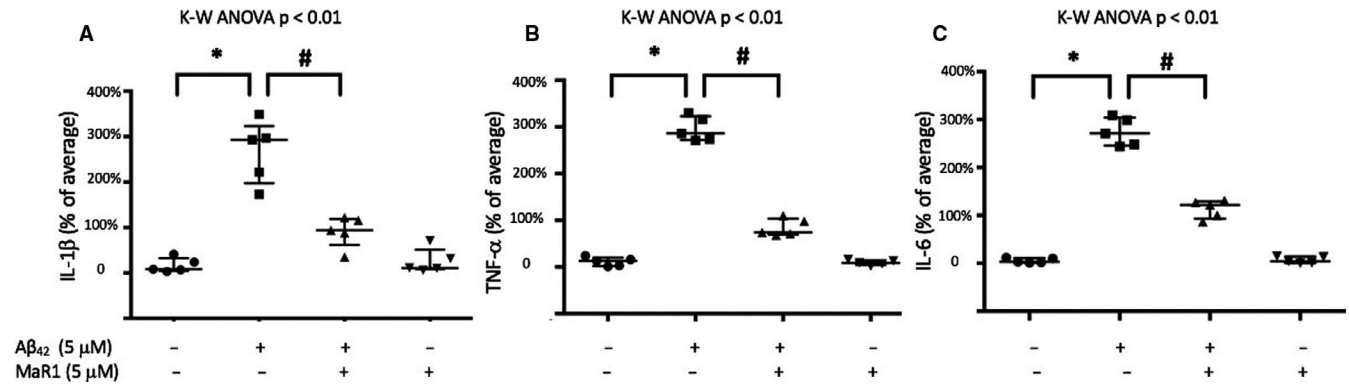 A
K-W ANOVA p < 0.01
*
#
IL-1β (% of average)
400%
300%
200%
100%
0
B
K-W ANOVA p < 0.01
*
#
TNF-α (% of average)
400%
300%
200%
100%
0
C
K-W ANOVA p < 0.01
*
#
IL-6 (% of average)
400%
300%
200%
100%
0
Aβ42 (5 μM) – + + – – + + – – + + –
MaR1 (5 μM) – – + + – – + + – – + +